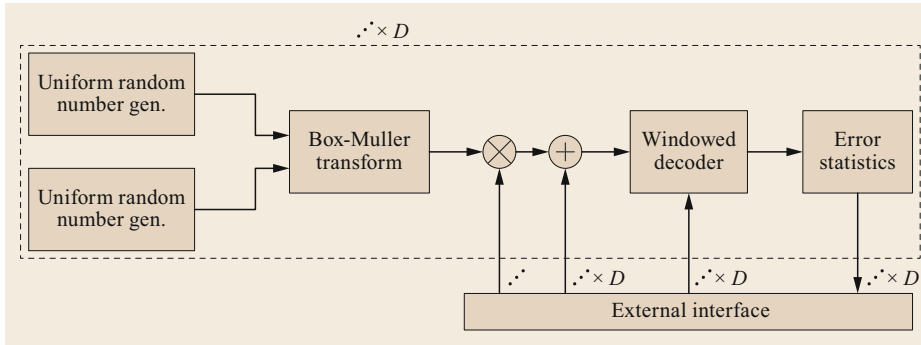 ⋰ × D
Uniform random
number gen.
Box-Muller
transform
Windowed
decoder
Error
statistics
Uniform random
number gen.
⋰
⋰ × D
⋰ × D
⋰ × D
External interface